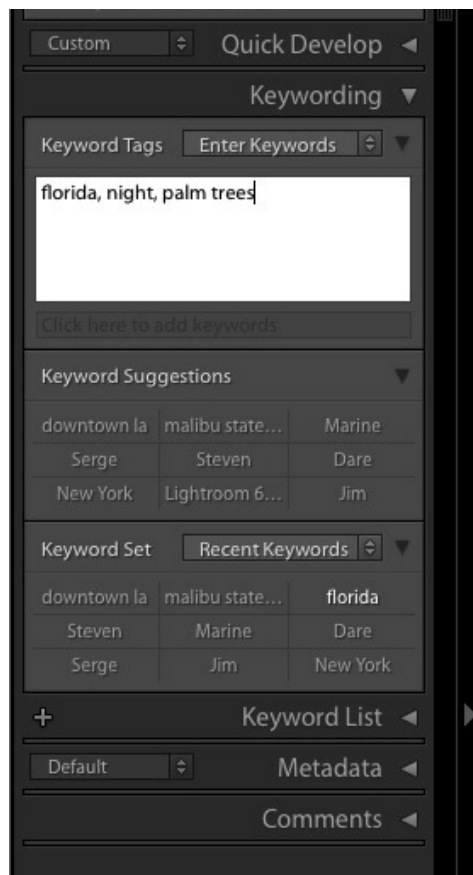 Custom Quick Develop
Keywording
Keyword Tags Enter Keywords
florida, night, palm trees
Click here to add keywords
Keyword Suggestions
downtown la malibu state… Marine
Serge Steven Dare
New York Lightroom 6… Jim
Keyword Set Recent Keywords
downtown la malibu state… florida
Steven Marine Dare
Serge Jim New York
Keyword List
Default Metadata
Comments